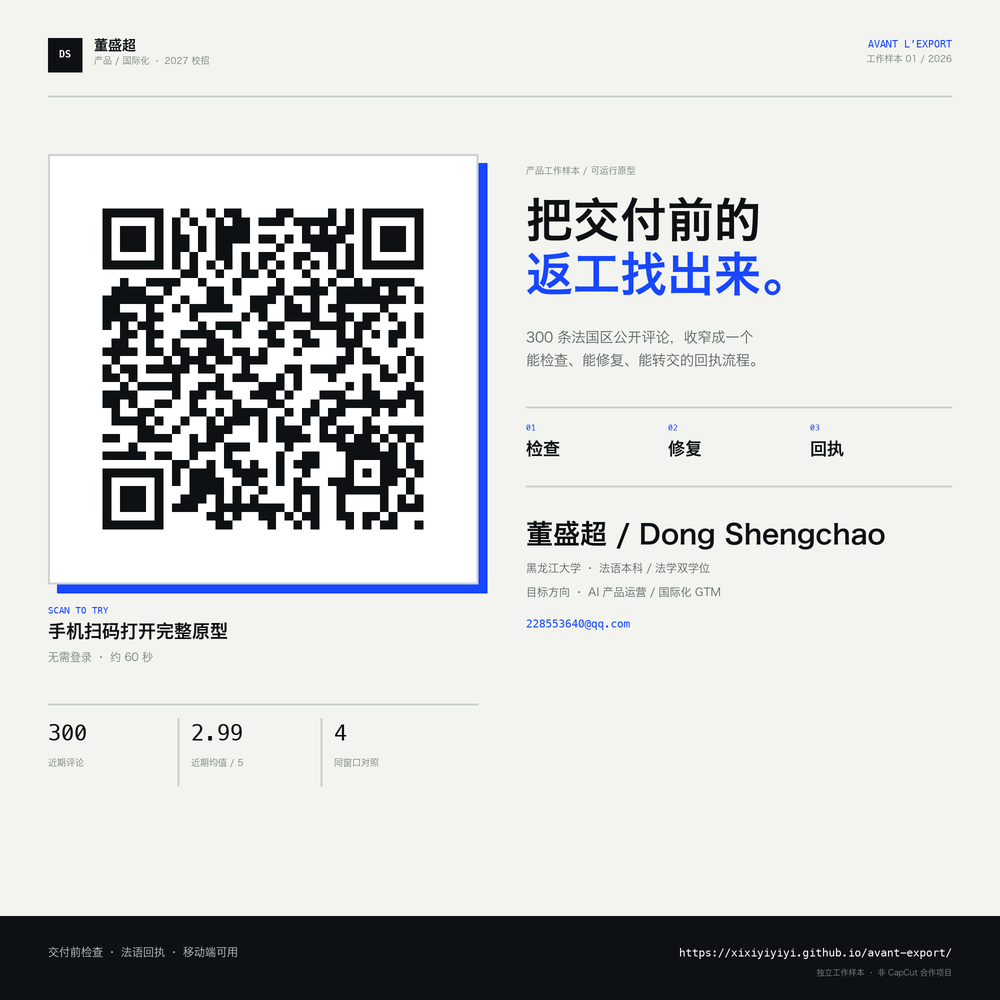 DS
董盛超
产品 / 国际化 · 2027 校招
AVANT L’EXPORT
工作样本 01 / 2026
产品工作样本 / 可运行原型
把交付前的
返工找出来。
300 条法国区公开评论，收窄成一个
能检查、能修复、能转交的回执流程。
01
检查
02
修复
03
回执
董盛超 / Dong Shengchao
黑龙江大学 · 法语本科 / 法学双学位
目标方向 · AI 产品运营 / 国际化 GTM
228553640@qq.com
SCAN TO TRY
手机扫码打开完整原型
无需登录 · 约 60 秒
300
近期评论
2.99
近期均值 / 5
4
同窗口对照
交付前检查 · 法语回执 · 移动端可用
https://xixiyiyiyi.github.io/avant-export/
独立工作样本 · 非 CapCut 合作项目